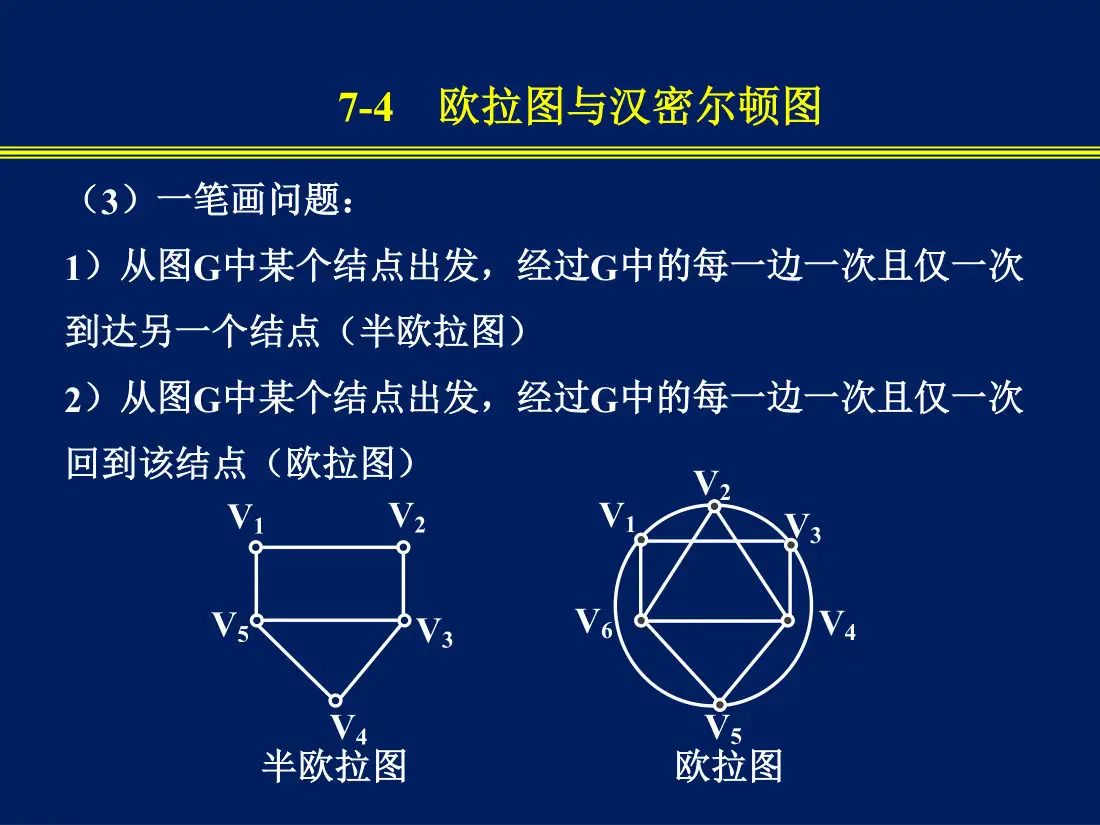 7-4 欧拉图与汉密尔顿图
（3）一笔画问题：
1）从图G中某个结点出发，经过G中的每一边一次且仅一次
到达另一个结点（半欧拉图）
2）从图G中某个结点出发，经过G中的每一边一次且仅一次
回到该结点（欧拉图）
V1
V2
V5
V3
V4
半欧拉图
V2
V1
V3
V6
V4
V5
欧拉图